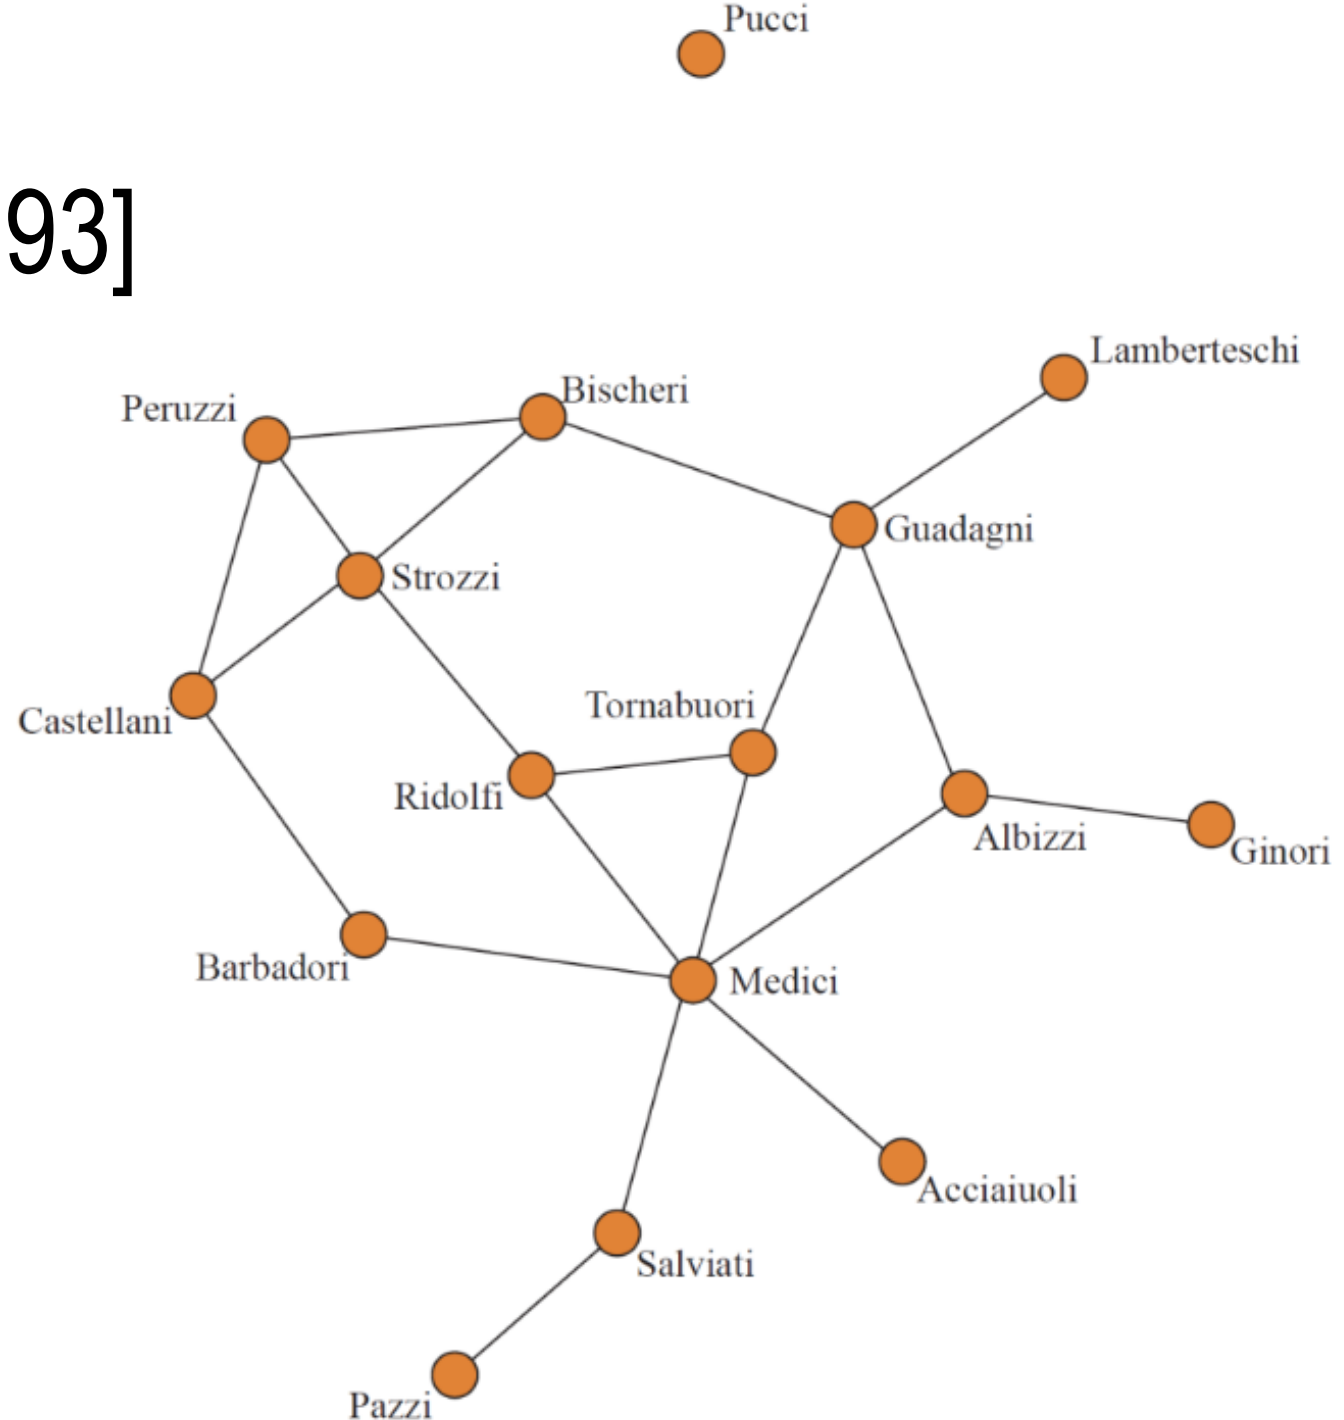 Pucci
93]
Lamberteschi
Bischeri
Peruzzi
Guadagni
Strozzi
Tornabuori
Castellani
Ridolfi
Albizzi
Ginori
Barbadori
Medici
Acciaiuoli
Salviati
Pazzi